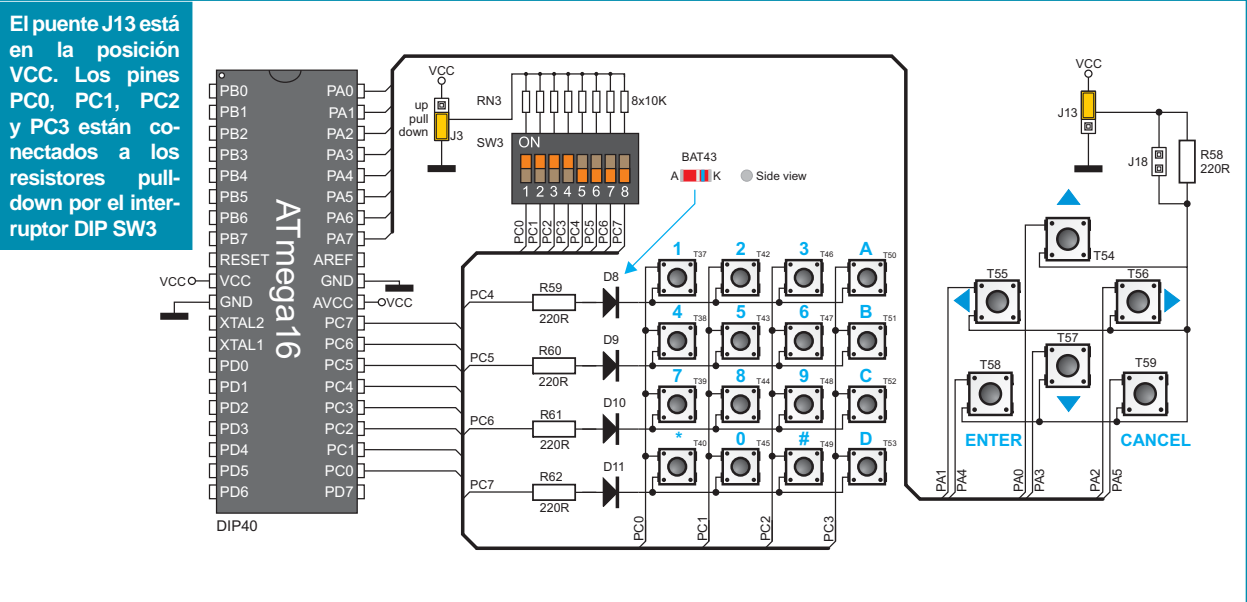 El puente J13 está
en la posición
VCC. Los pines
PC0, PC1, PC2
y PC3 están co-
nectados a los
resistores pull-
down por el inter-
ruptor DIP SW3
PB0 PA0
PB1 PA1
PB2 PA2
PB3 PA3
PB4 PA4
PB5 PA5
PB6 PA6
PB7 PA7
RESET AREF
VCC GND
GND AVCC
XTAL2 PC7
XTAL1 PC6
PD0 PC5
PD1 PC4
PD2 PC3
PD3 PC2
PD4 PC1
PD5 PC0
PD6 PD7
ATmega16
DIP40
VCC
VCC
VCC
up
pull
down
J3
RN3
8x10K
SW3
ON
1 2 3 4 5 6 7 8
PC0
PC1
PC2
PC3
PC4
PC5
PC6
PC7
BAT43
A K
Side view
PC4
R59
220R
D8
PC5
R60
220R
D9
PC6
R61
220R
D10
PC7
R62
220R
D11
1 T37 2 T42 3 T46 A T50
4 T38 5 T43 6 T47 B T51
7 T39 8 T44 9 T48 C T52
* T40 0 T45 # T49 D T53
PC0
PC1
PC2
PC3
VCC
J13
J18
R58
220R
T54
T55
T56
T57
T58
T59
ENTER
CANCEL
PA1
PA4
PA0
PA3
PA2
PA5